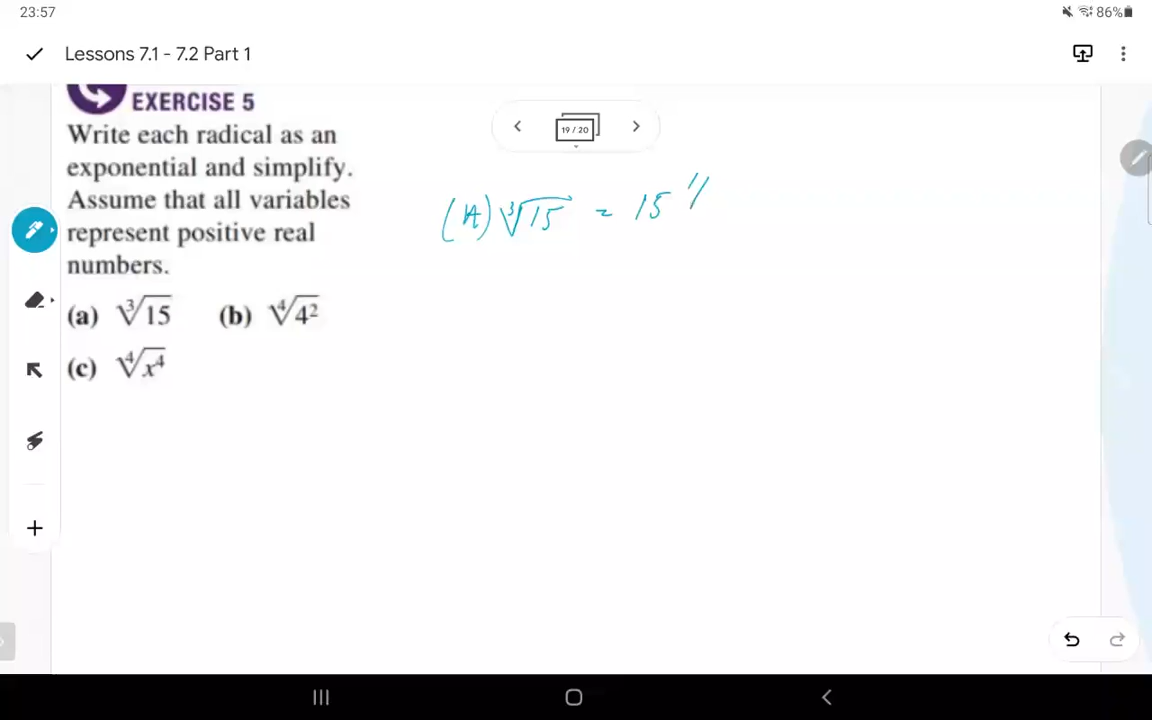 23:57
86%
Lessons 7.1 - 7.2 Part 1
EXERCISE 5
19 / 20
Write each radical as an
exponential and simplify.
Assume that all variables
represent positive real
numbers.
(A) ∛15 = 15
(a) ∛15 (b) ∜4²
(c) ∜x⁴